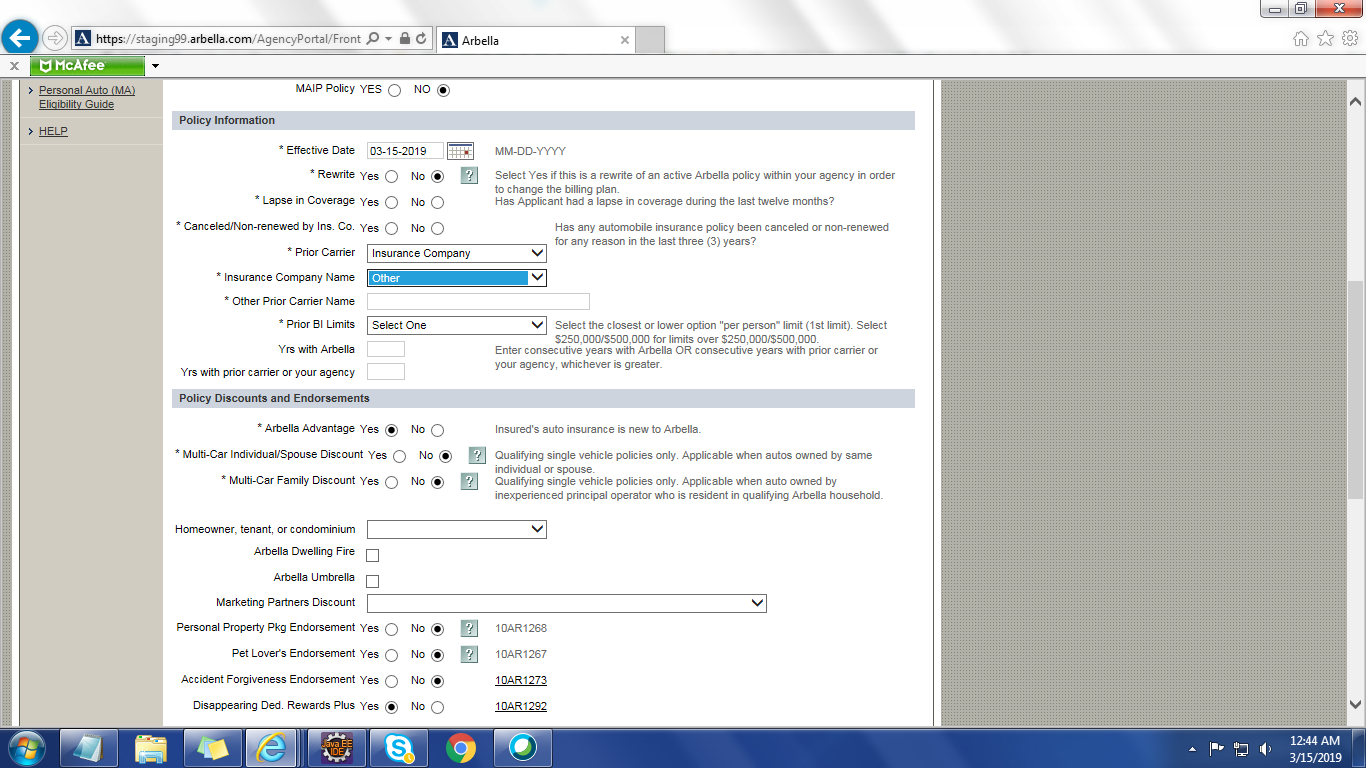 https://staging99.arbella.com/AgencyPortal/Front
Arbella
McAfee
Personal Auto (MA)
Eligibility Guide
HELP
MAIP Policy YES NO
Policy Information
* Effective Date 03-15-2019 MM-DD-YYYY
* Rewrite Yes No ? Select Yes if this is a rewrite of an active Arbella policy within your agency in order
to change the billing plan.
* Lapse in Coverage Yes No Has Applicant had a lapse in coverage during the last twelve months?
* Canceled/Non-renewed by Ins. Co. Yes No Has any automobile insurance policy been canceled or non-renewed
for any reason in the last three (3) years?
* Prior Carrier Insurance Company
* Insurance Company Name Other
* Other Prior Carrier Name
* Prior BI Limits Select One Select the closest or lower option "per person" limit (1st limit). Select
$250,000/$500,000 for limits over $250,000/$500,000.
Yrs with Arbella Enter consecutive years with Arbella OR consecutive years with prior carrier or
your agency, whichever is greater.
Yrs with prior carrier or your agency
Policy Discounts and Endorsements
* Arbella Advantage Yes No Insured's auto insurance is new to Arbella.
* Multi-Car Individual/Spouse Discount Yes No ? Qualifying single vehicle policies only. Applicable when autos owned by same
individual or spouse.
* Multi-Car Family Discount Yes No ? Qualifying single vehicle policies only. Applicable when auto owned by
inexperienced principal operator who is resident in qualifying Arbella household.
Homeowner, tenant, or condominium
Arbella Dwelling Fire
Arbella Umbrella
Marketing Partners Discount
Personal Property Pkg Endorsement Yes No ? 10AR1268
Pet Lover's Endorsement Yes No ? 10AR1267
Accident Forgiveness Endorsement Yes No 10AR1273
Disappearing Ded. Rewards Plus Yes No 10AR1292
Java EE
IDE
12:44 AM
3/15/2019